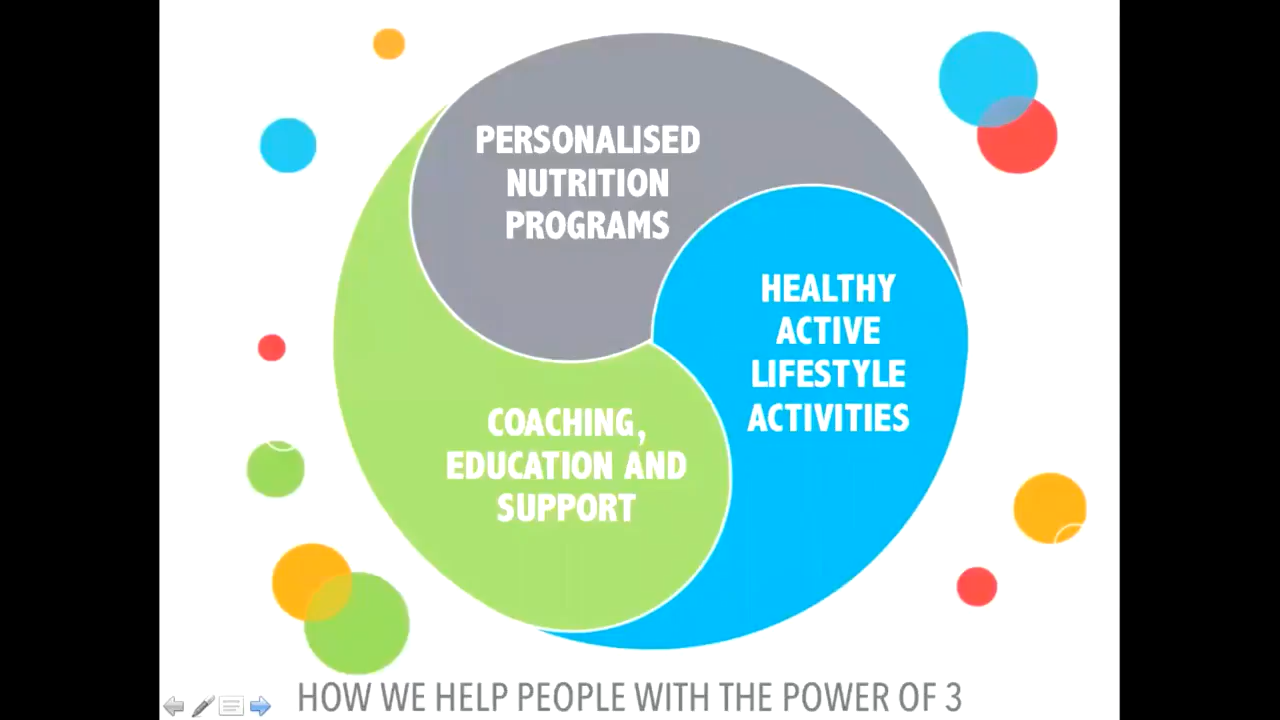 PERSONALISED
NUTRITION
PROGRAMS
HEALTHY
ACTIVE
LIFESTYLE
ACTIVITIES
COACHING,
EDUCATION AND
SUPPORT
HOW WE HELP PEOPLE WITH THE POWER OF 3